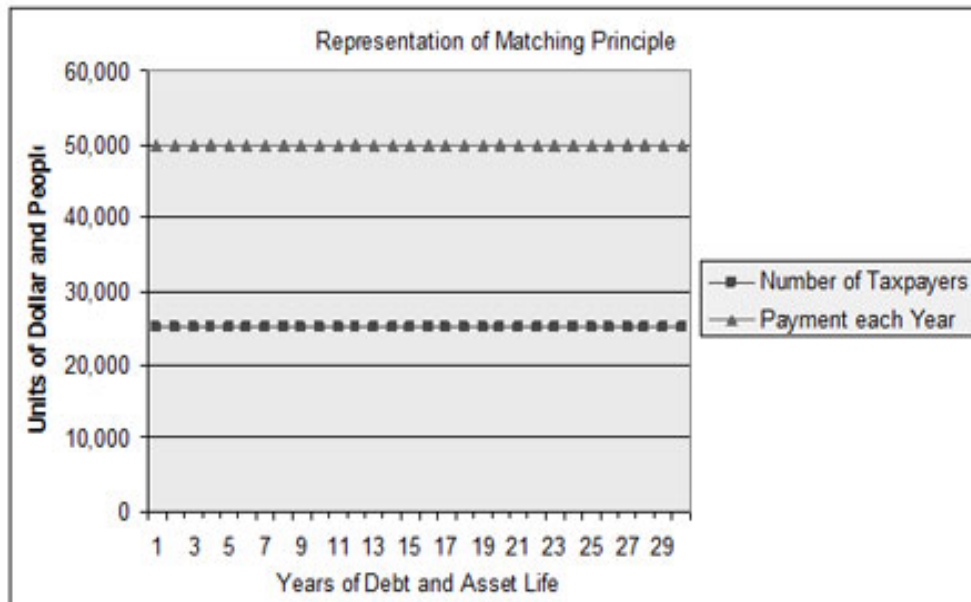 Representation of Matching Principle
60,000
50,000
40,000
30,000
20,000
10,000
0
Units of Dollar and People
1 3 5 7 9 11 13 15 17 19 21 23 25 27 29
Years of Debt and Asset Life
Number of Taxpayers
Payment each Year